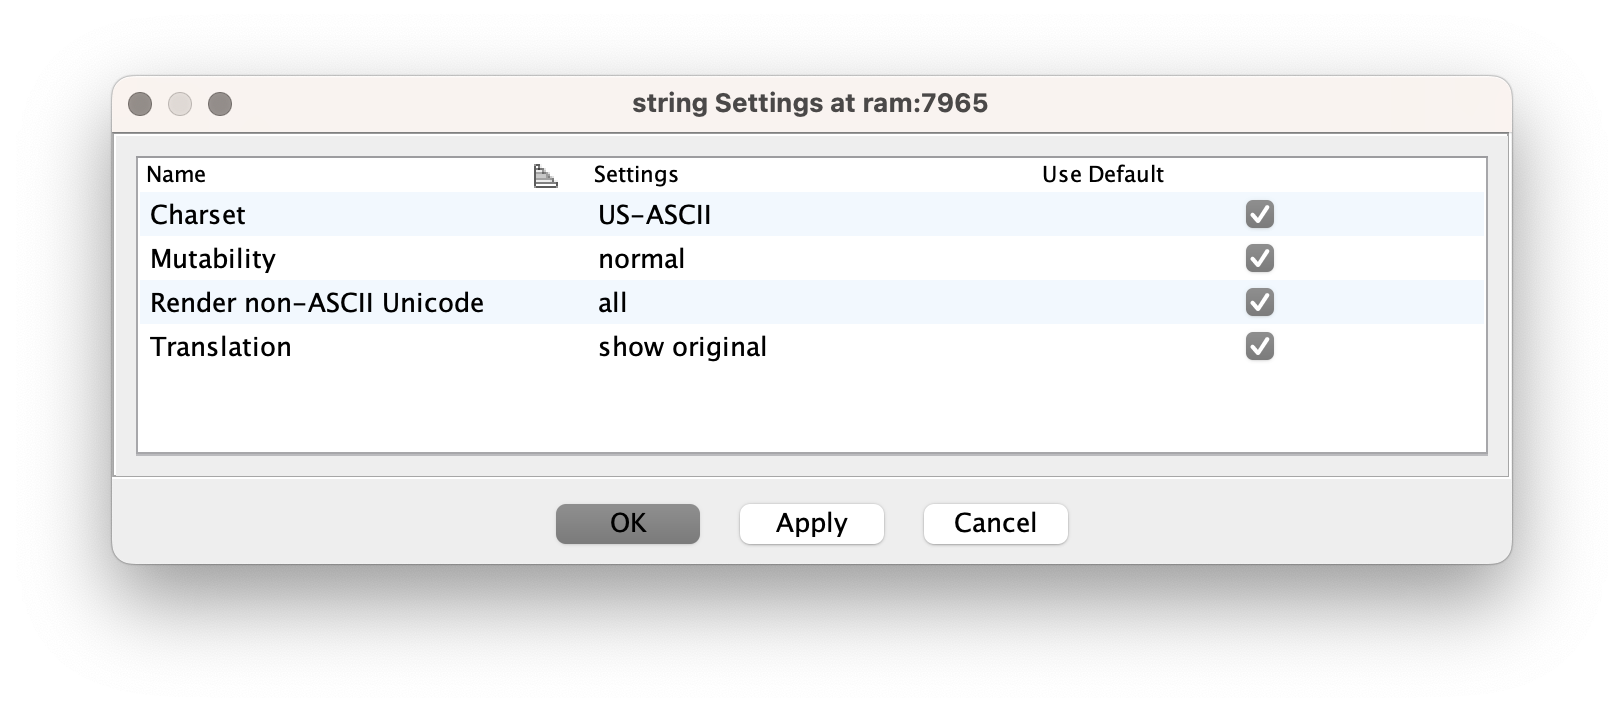 string Settings at ram:7965
Name Settings Use Default
Charset US-ASCII
Mutability normal
Render non-ASCII Unicode all
Translation show original
OK Apply Cancel